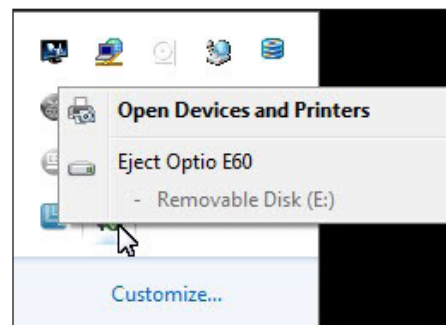 Open Devices and Printers
Eject Optio E60
- Removable Disk (E:)
Customize...